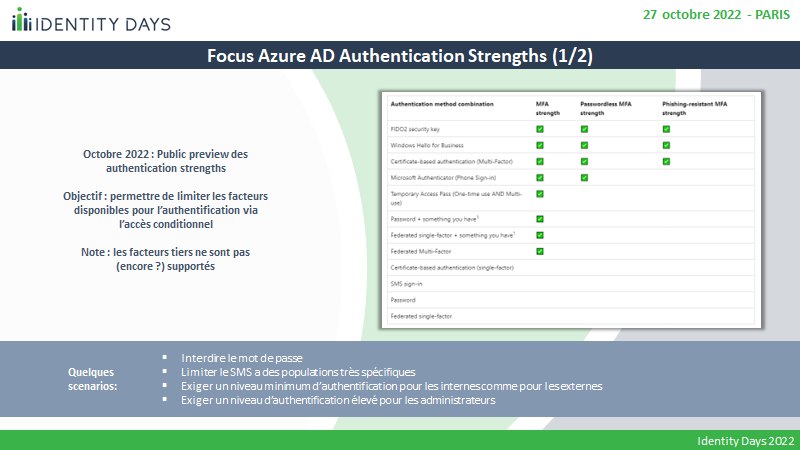 IDENTITY DAYS
27 octobre 2022 - PARIS
Focus Azure AD Authentication Strengths (1/2)
Octobre 2022 : Public preview des
authentication strengths
Objectif : permettre de limiter les facteurs
disponibles pour l'authentification via
l'accès conditionnel
Note : les facteurs tiers ne sont pas
(encore ?) supportés
Authentication method combination MFA strength Passwordless MFA strength Phishing-resistant MFA strength
FIDO2 security key ✅ ✅ ✅
Windows Hello for Business ✅ ✅ ✅
Certificate-based authentication (Multi-Factor) ✅ ✅ ✅
Microsoft Authenticator (Phone Sign-in) ✅ ✅
Temporary Access Pass (One-time use AND Multi-
use) ✅
Password + something you have¹ ✅
Federated single-factor + something you have¹ ✅
Federated Multi-Factor ✅
Certificate-based authentication (single-factor)
SMS sign-in
Password
Federated single-factor
Quelques
scenarios:
▪ Interdire le mot de passe
▪ Limiter le SMS a des populations très spécifiques
▪ Exiger un niveau minimum d'authentification pour les internes comme pour les externes
▪ Exiger un niveau d'authentification élevé pour les administrateurs
Identity Days 2022